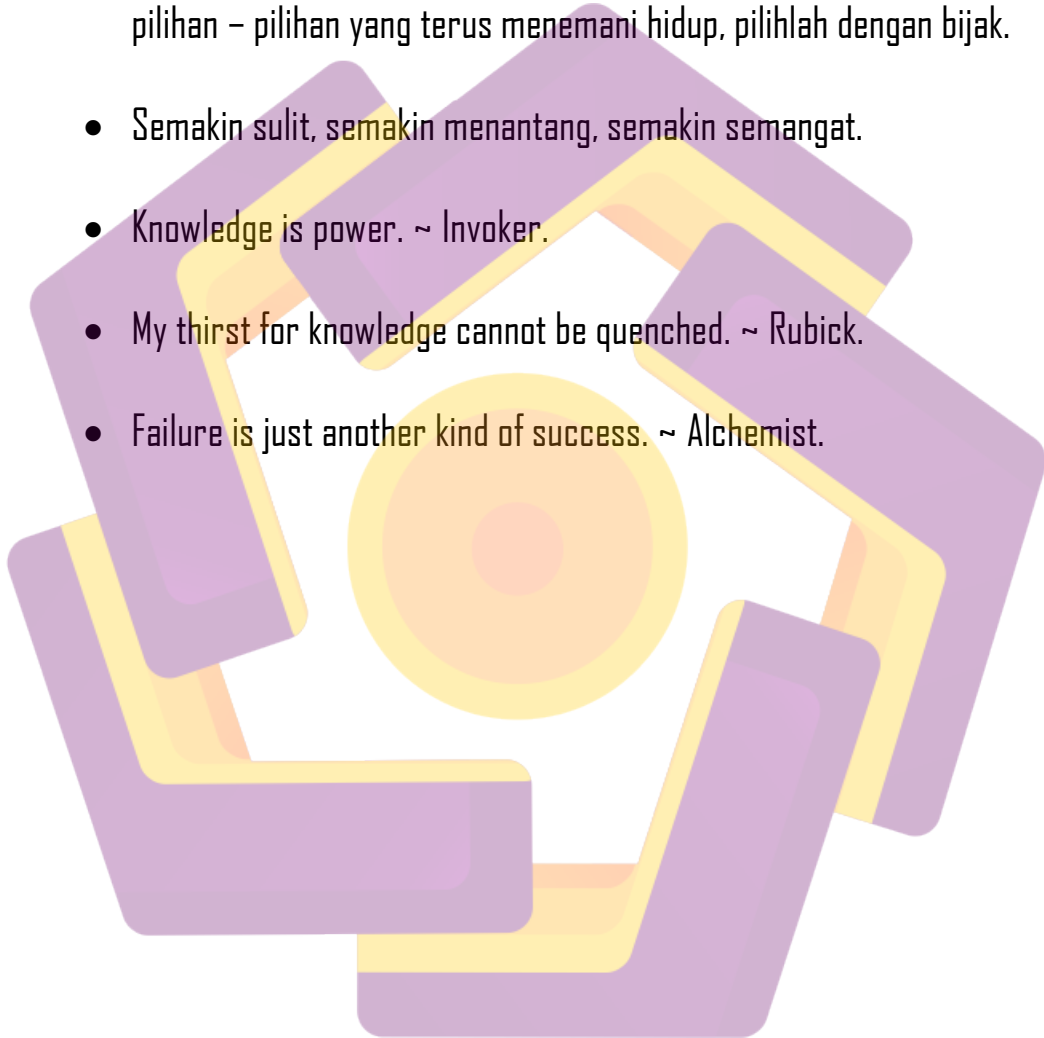 pilihan – pilihan yang terus menemani hidup, pilihlah dengan bijak.
• Semakin sulit, semakin menantang, semakin semangat.
• Knowledge is power. ~ Invoker.
• My thirst for knowledge cannot be quenched. ~ Rubick.
• Failure is just another kind of success. ~ Alchemist.